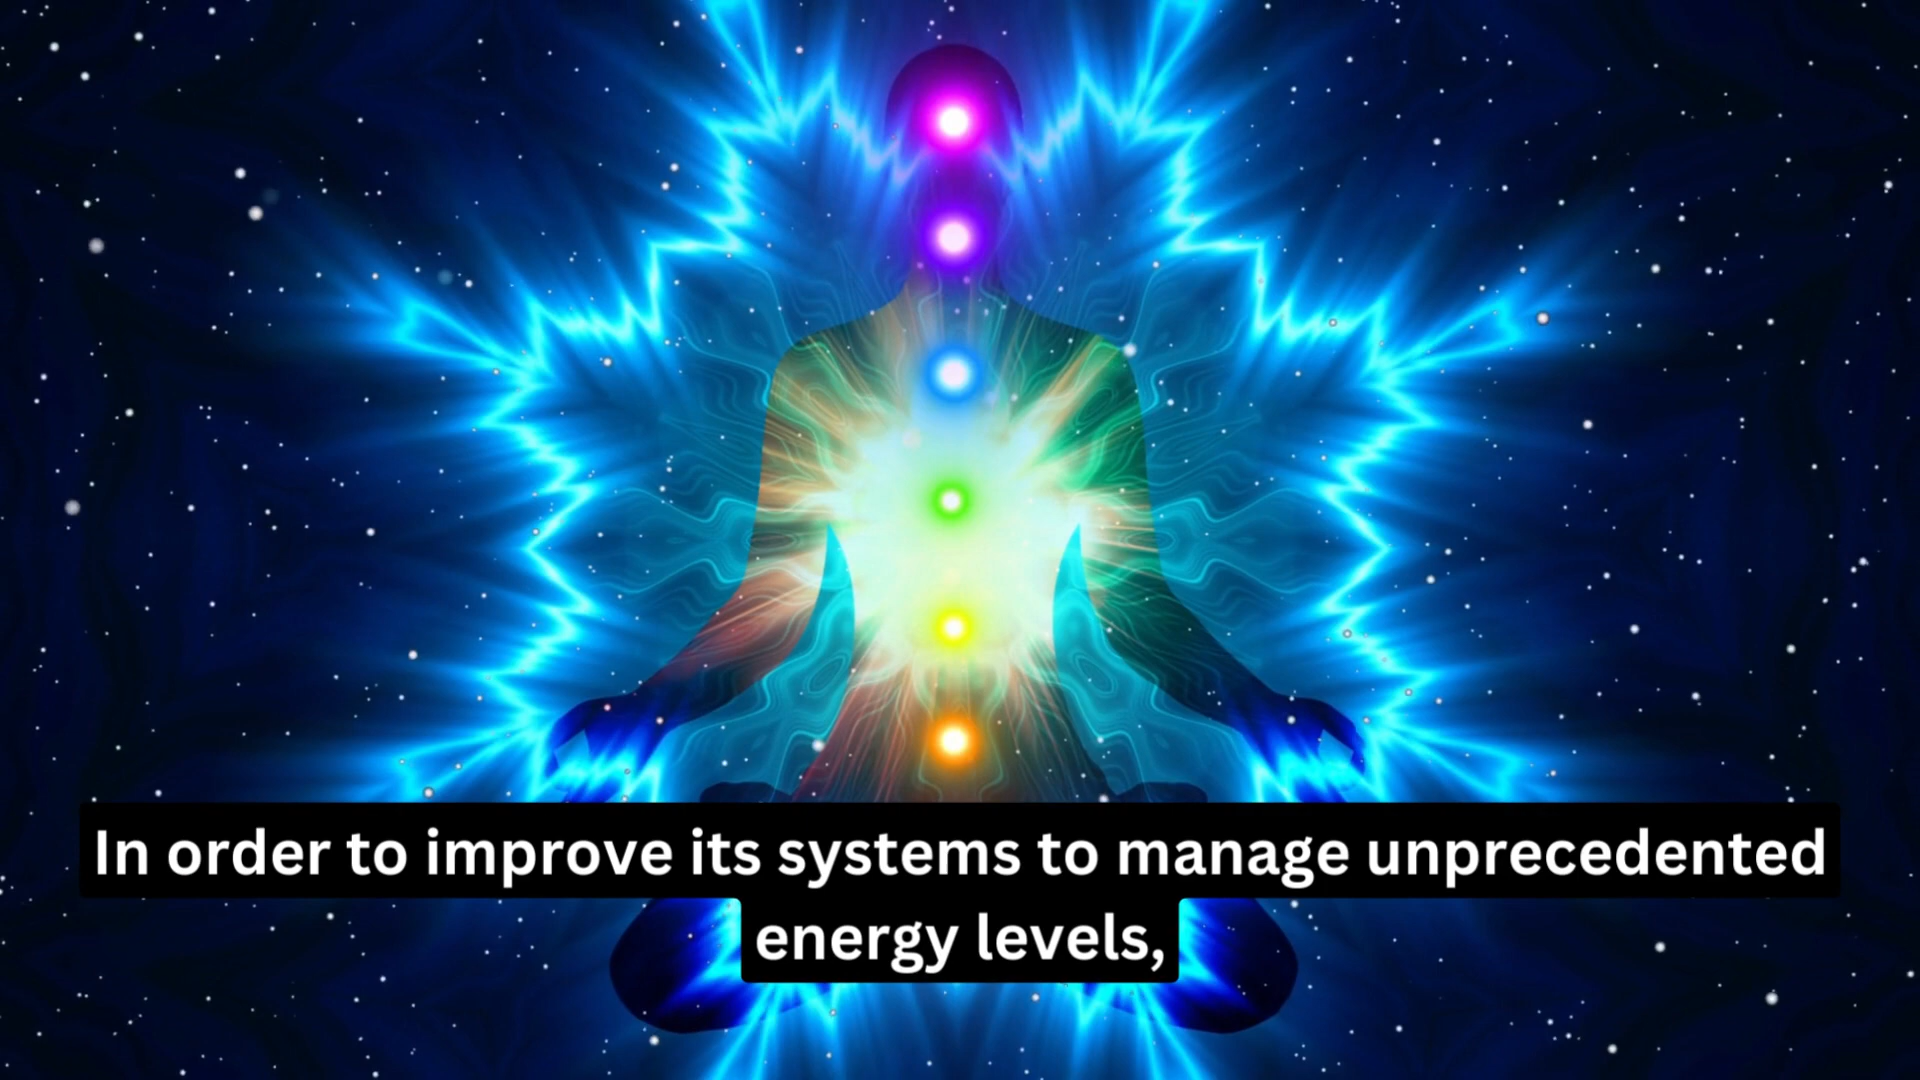 In order to improve its systems to manage unprecedented
energy levels,